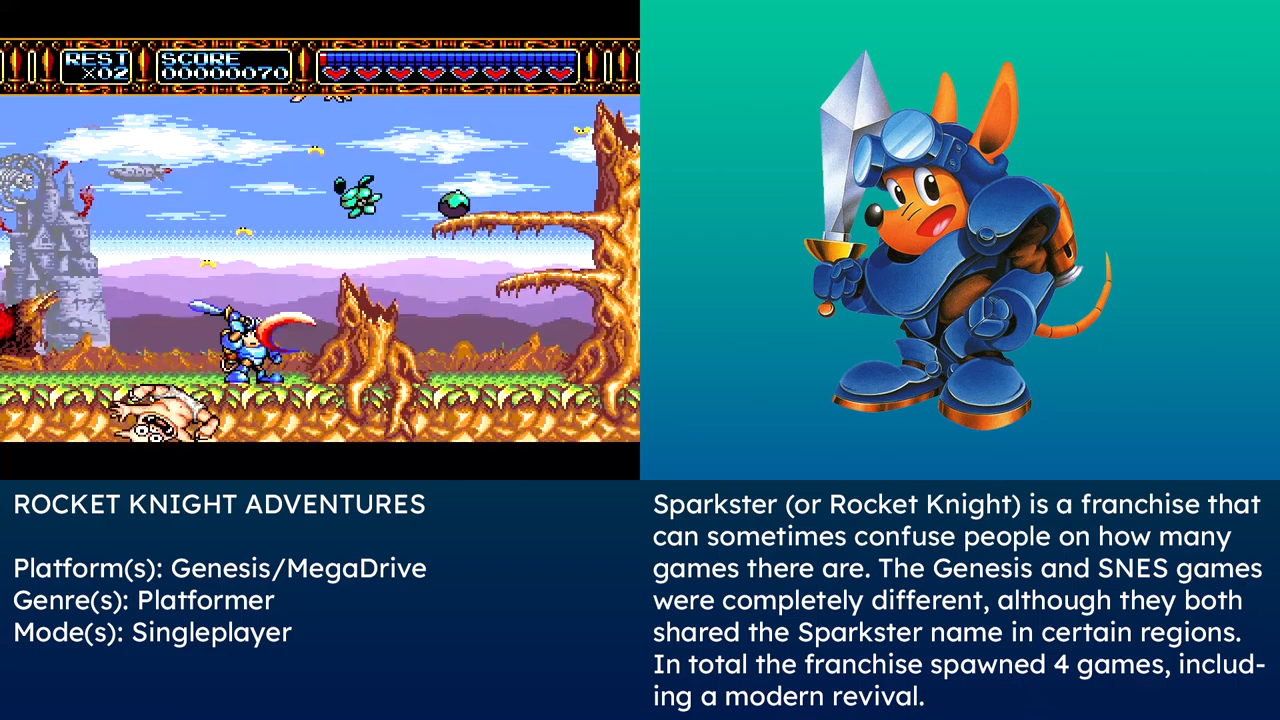 REST
X02
SCORE
00000070
ROCKET KNIGHT ADVENTURES
Platform(s): Genesis/MegaDrive
Genre(s): Platformer
Mode(s): Singleplayer
Sparkster (or Rocket Knight) is a franchise that
can sometimes confuse people on how many
games there are. The Genesis and SNES games
were completely different, although they both
shared the Sparkster name in certain regions.
In total the franchise spawned 4 games, includ-
ing a modern revival.